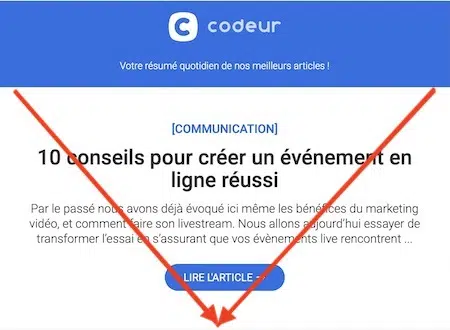 codeur
Votre résumé quotidien de nos meilleurs articles !
[COMMUNICATION]
10 conseils pour créer un événement en
ligne réussi
Par le passé nous avons déjà évoqué ici même les bénéfices du marketing
vidéo, et comment faire son livestream. Nous allons aujourd'hui essayer de
transformer l'essai en s'assurant que vos évènements live rencontrent ...
LIRE L'ARTICLE →